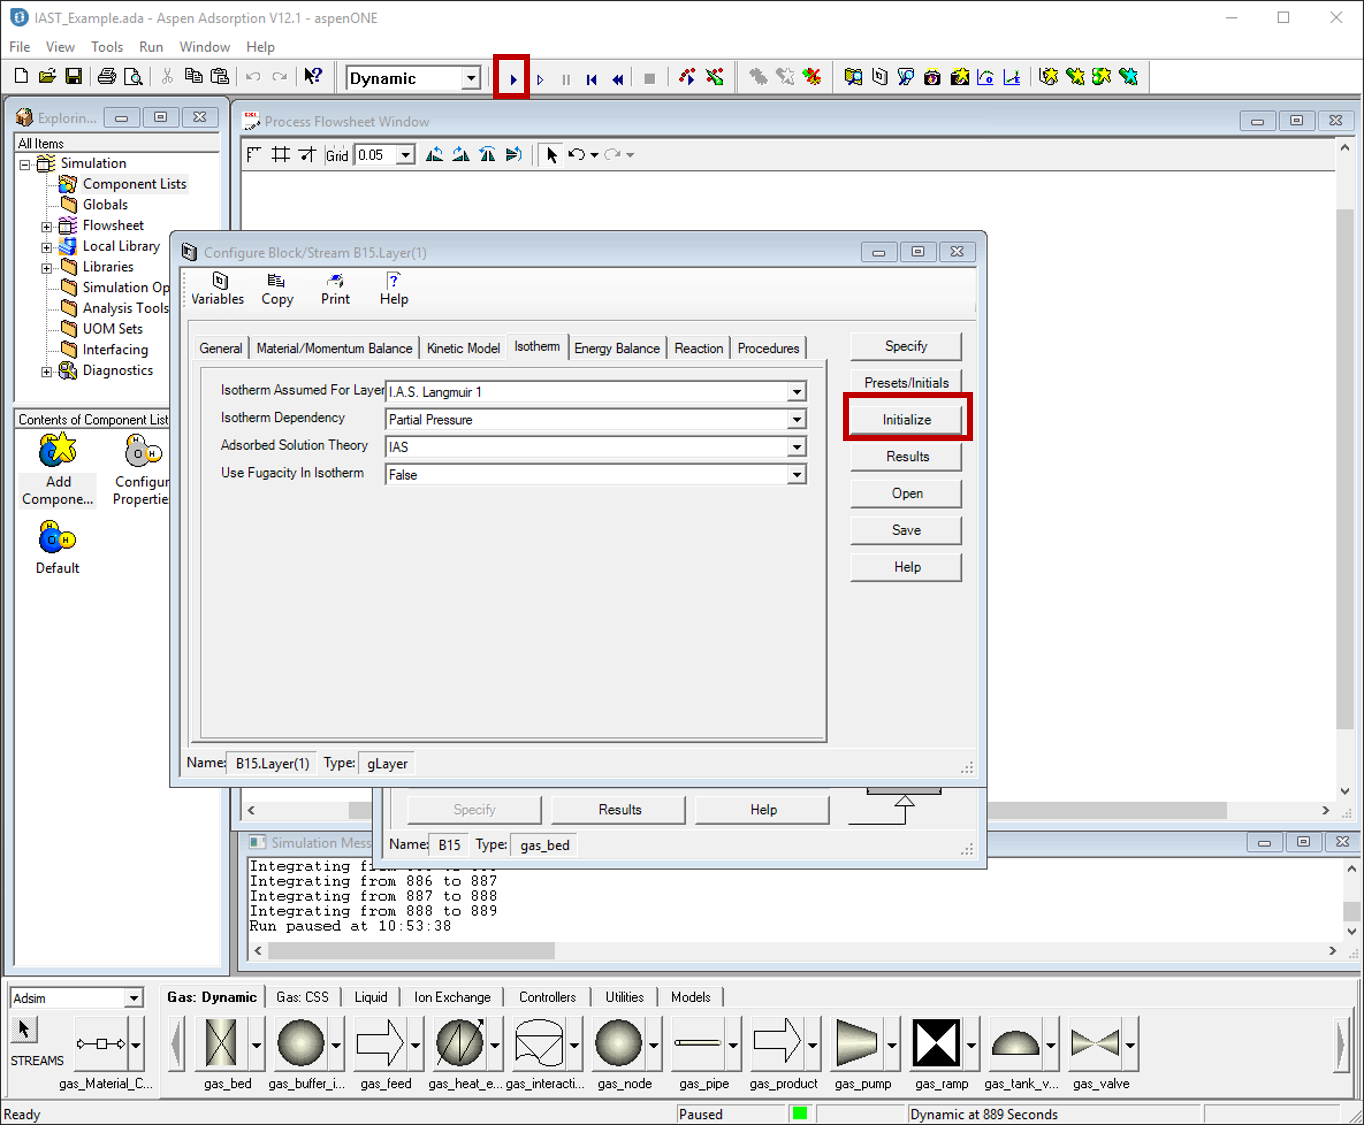 IAST_Example.ada - Aspen Adsorption V12.1 - aspenONE
File View Tools Run Window Help
Dynamic
Explorin...
All Items
Simulation
Component Lists
Globals
Flowsheet
Local Library
Libraries
Simulation Op
Analysis Tools
UOM Sets
Interfacing
Diagnostics
Contents of Component List
Add
Compone...
Configur
Propertie
Default
Process Flowsheet Window
Grid 0.05
Configure Block/Stream B15.Layer(1)
Variables Copy Print Help
General Material/Momentum Balance Kinetic Model Isotherm Energy Balance Reaction Procedures
Isotherm Assumed For Layer I.A.S. Langmuir 1
Isotherm Dependency Partial Pressure
Adsorbed Solution Theory IAS
Use Fugacity In Isotherm False
Specify
Presets/Initials
Initialize
Results
Open
Save
Help
Name: B15.Layer(1) Type: gLayer
Specify Results Help
Name: B15 Type: gas_bed
Simulation Mess
Integrating from 886 to 887
Integrating from 887 to 888
Integrating from 888 to 889
Run paused at 10:53:38
Adsim
Gas: Dynamic Gas: CSS Liquid Ion Exchange Controllers Utilities Models
STREAMS
gas_Material_C... gas_bed gas_buffer_i... gas_feed gas_heat_e... gas_interacti... gas_node gas_pipe gas_product gas_pump gas_ramp gas_tank_v... gas_valve
Ready Paused Dynamic at 889 Seconds